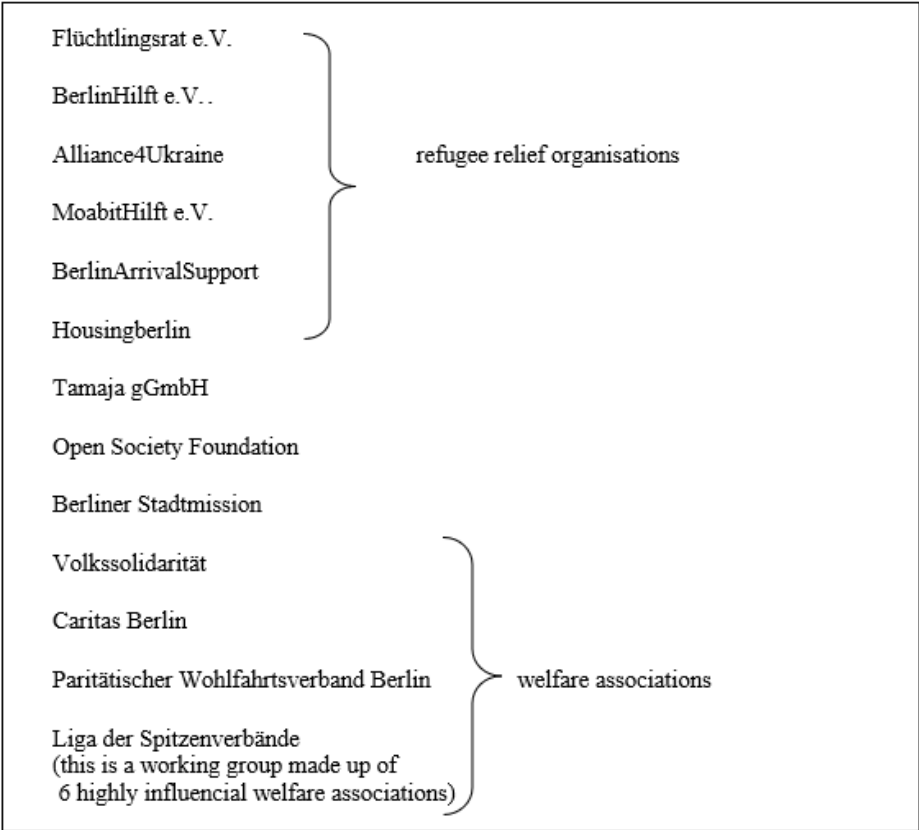 Flüchtlingsrat e.V.
BerlinHilft e.V..
Alliance4Ukraine
refugee relief organisations
MoabitHilft e.V.
BerlinArrivalSupport
Housingberlin
Tamaja gGmbH
Open Society Foundation
Berliner Stadtmission
Volkssolidarität
Caritas Berlin
Paritätischer Wohlfahrtsverband Berlin
welfare associations
Liga der Spitzenverbände
(this is a working group made up of
6 highly influencial welfare associations)